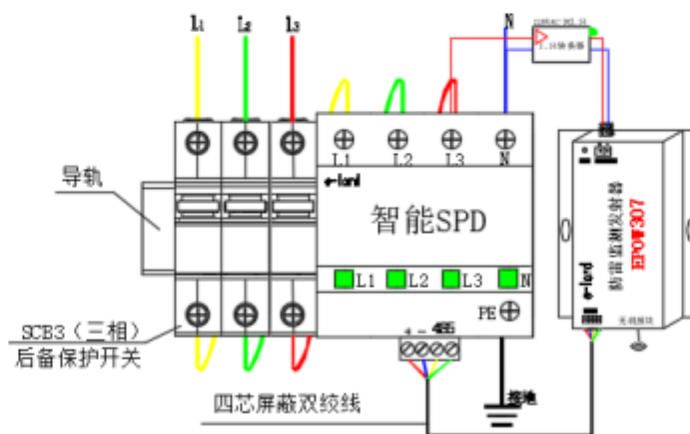 L1
L2
L3
N
L1
L2
L3
N
e-lord
智能SPD
L1
L2
L3
N
PE
+ - 485
导轨
SCB3（三相）
后备保护开关
四芯屏蔽双绞线
接地
防雷监测发射器
EPOW307
e-lord